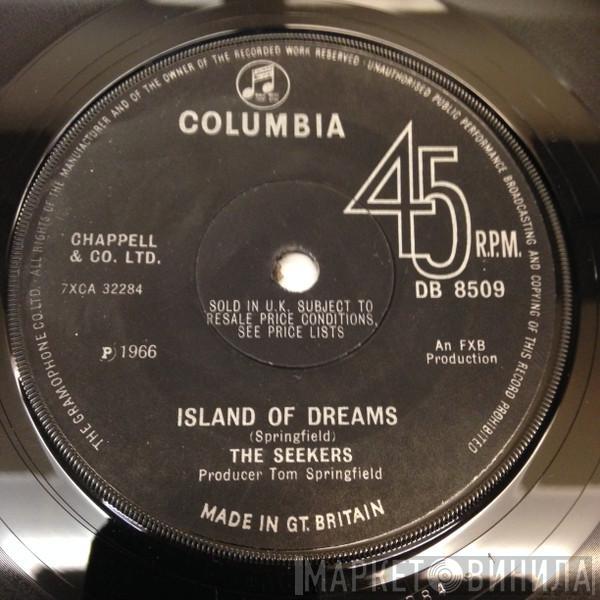 THE GRAMOPHONE CO. LTD. ALL RIGHTS OF THE MANUFACTURER AND OF THE OWNER OF THE RECORDED WORK RESERVED · UNAUTHORISED PUBLIC PERFORMANCE BROADCASTING AND COPYING OF THIS RECORD PROHIBITED
COLUMBIA
45
R.P.M.
DB 8509
CHAPPELL
& CO. LTD.
7XCA 32284
SOLD IN U.K. SUBJECT TO
RESALE PRICE CONDITIONS,
SEE PRICE LISTS
P 1966
An FXB
Production
ISLAND OF DREAMS
(Springfield)
THE SEEKERS
Producer Tom Springfield
MADE IN GT. BRITAIN
МАРКЕТ ВИНИЛА